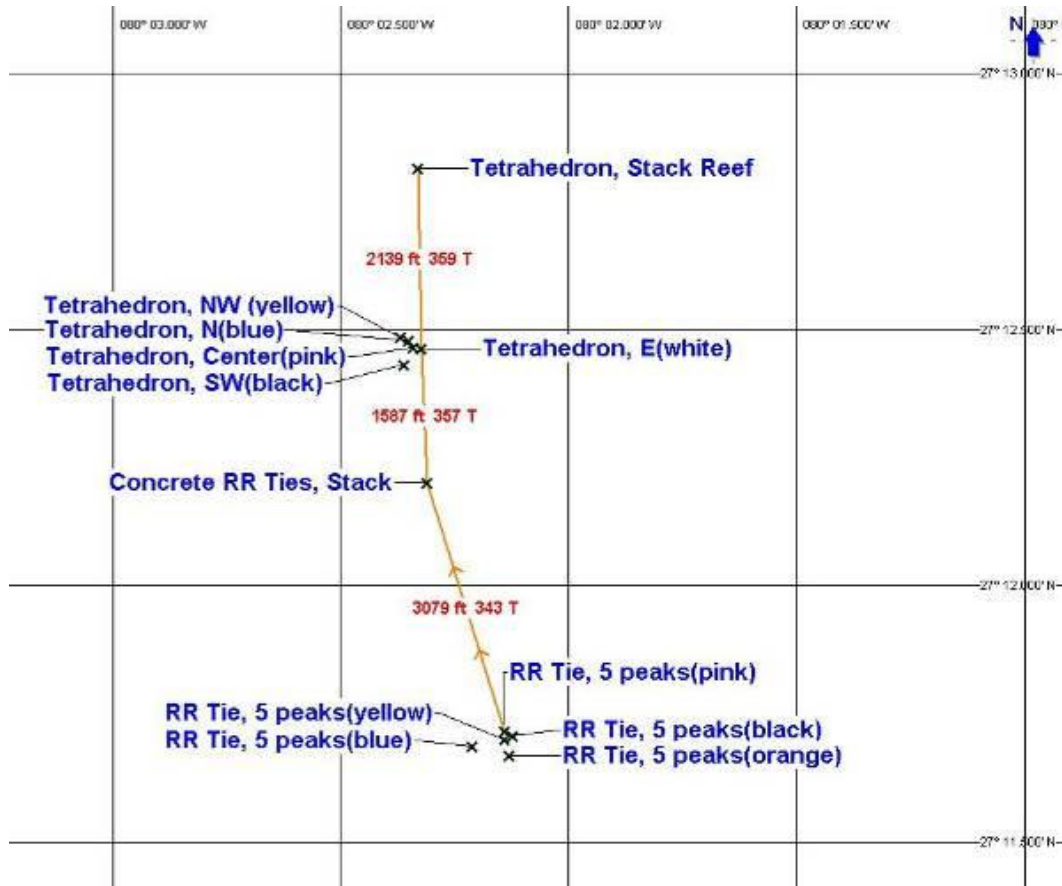 080° 03.000' W
080° 02.500' W
080° 02.000' W
080° 01.500' W
N
080°
27° 13.000' N
Tetrahedron, Stack Reef
2139 ft 359 T
Tetrahedron, NW (yellow)
Tetrahedron, N(blue)
27° 12.500' N
Tetrahedron, Center(pink)
Tetrahedron, E(white)
Tetrahedron, SW(black)
1587 ft 357 T
Concrete RR Ties, Stack
27° 12.000' N
3079 ft 343 T
RR Tie, 5 peaks(pink)
RR Tie, 5 peaks(yellow)
RR Tie, 5 peaks(black)
RR Tie, 5 peaks(blue)
RR Tie, 5 peaks(orange)
27° 11.500' N